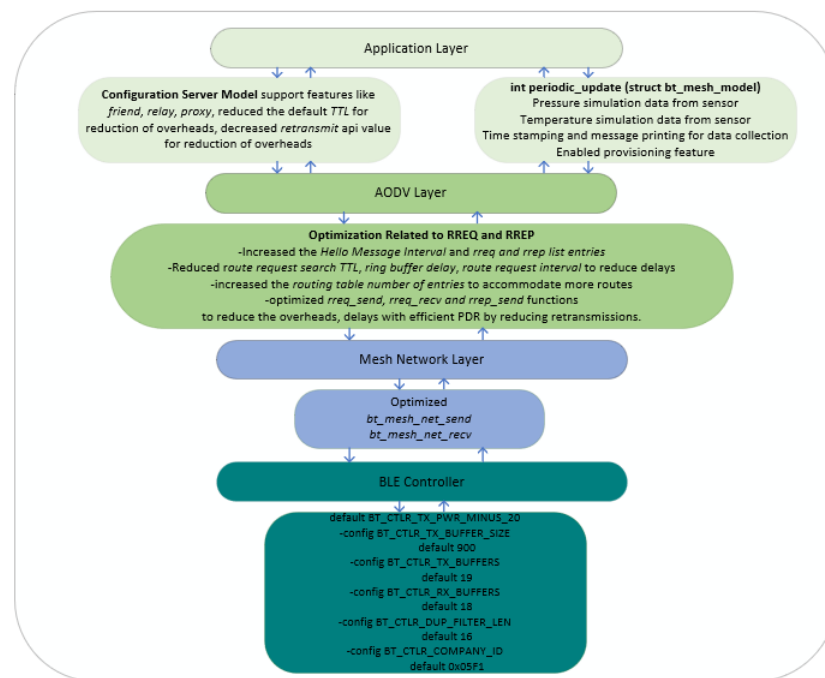 Application Layer
Configuration Server Model support features like
friend, relay, proxy, reduced the default TTL for
reduction of overheads, decreased retransmit api value
for reduction of overheads
int periodic_update (struct bt_mesh_model)
Pressure simulation data from sensor
Temperature simulation data from sensor
Time stamping and message printing for data collection
Enabled provisioning feature
AODV Layer
Optimization Related to RREQ and RREP
-Increased the Hello Message Interval and rreq and rrep list entries
-Reduced route request search TTL, ring buffer delay, route request interval to reduce delays
-increased the routing table number of entries to accommodate more routes
-optimized rreq_send, rreq_recv and rrep_send functions
to reduce the overheads, delays with efficient PDR by reducing retransmissions.
Mesh Network Layer
Optimized
bt_mesh_net_send
bt_mesh_net_recv
BLE Controller
default BT_CTLR_TX_PWR_MINUS_20
-config BT_CTLR_TX_BUFFER_SIZE
default 900
-config BT_CTLR_TX_BUFFERS
default 19
-config BT_CTLR_RX_BUFFERS
default 18
-config BT_CTLR_DUP_FILTER_LEN
default 16
-config BT_CTLR_COMPANY_ID
default 0x05F1